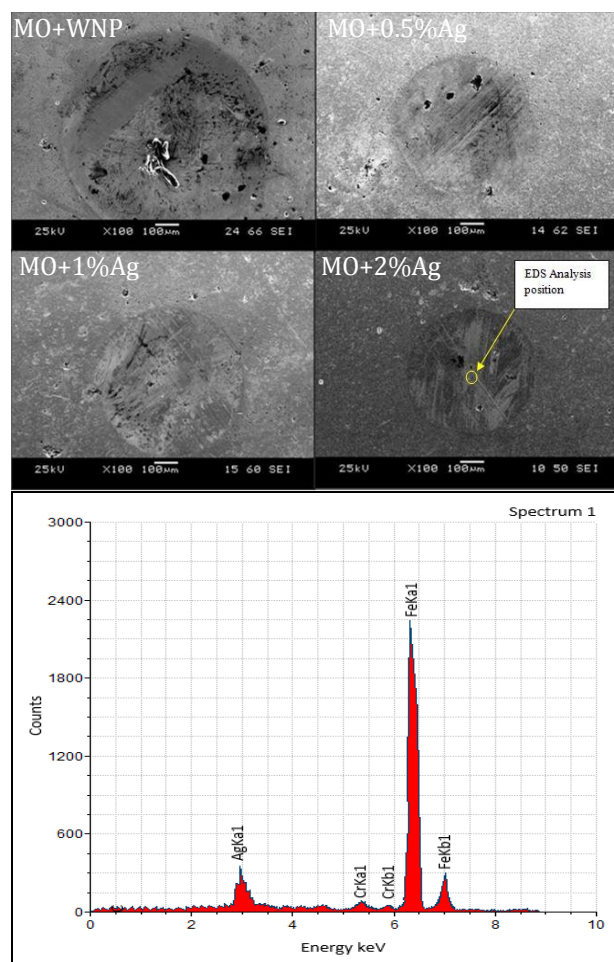 MO+WNP
25kV X100 100µm 24 66 SEI
MO+0.5%Ag
25kV X100 100µm 14 62 SEI
MO+1%Ag
25kV X100 100µm 15 60 SEI
MO+2%Ag
EDS Analysis
position
25kV X100 100µm 10 50 SEI
Spectrum 1
3000
2400
1800
1200
600
0
Counts
AgKa1
CrKa1
CrKb1
FeKa1
FeKb1
0 2 4 6 8 10
Energy keV